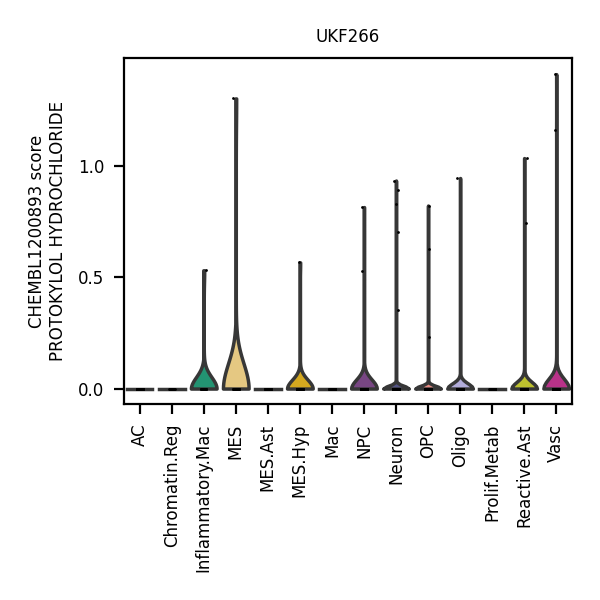 UKF266
CHEMBL1200893 score
PROTOKYLOL HYDROCHLORIDE
1.0
0.5
0.0
AC
Chromatin.Reg
Inflammatory.Mac
MES
MES.Ast
MES.Hyp
Mac
NPC
Neuron
OPC
Oligo
Prolif.Metab
Reactive.Ast
Vasc